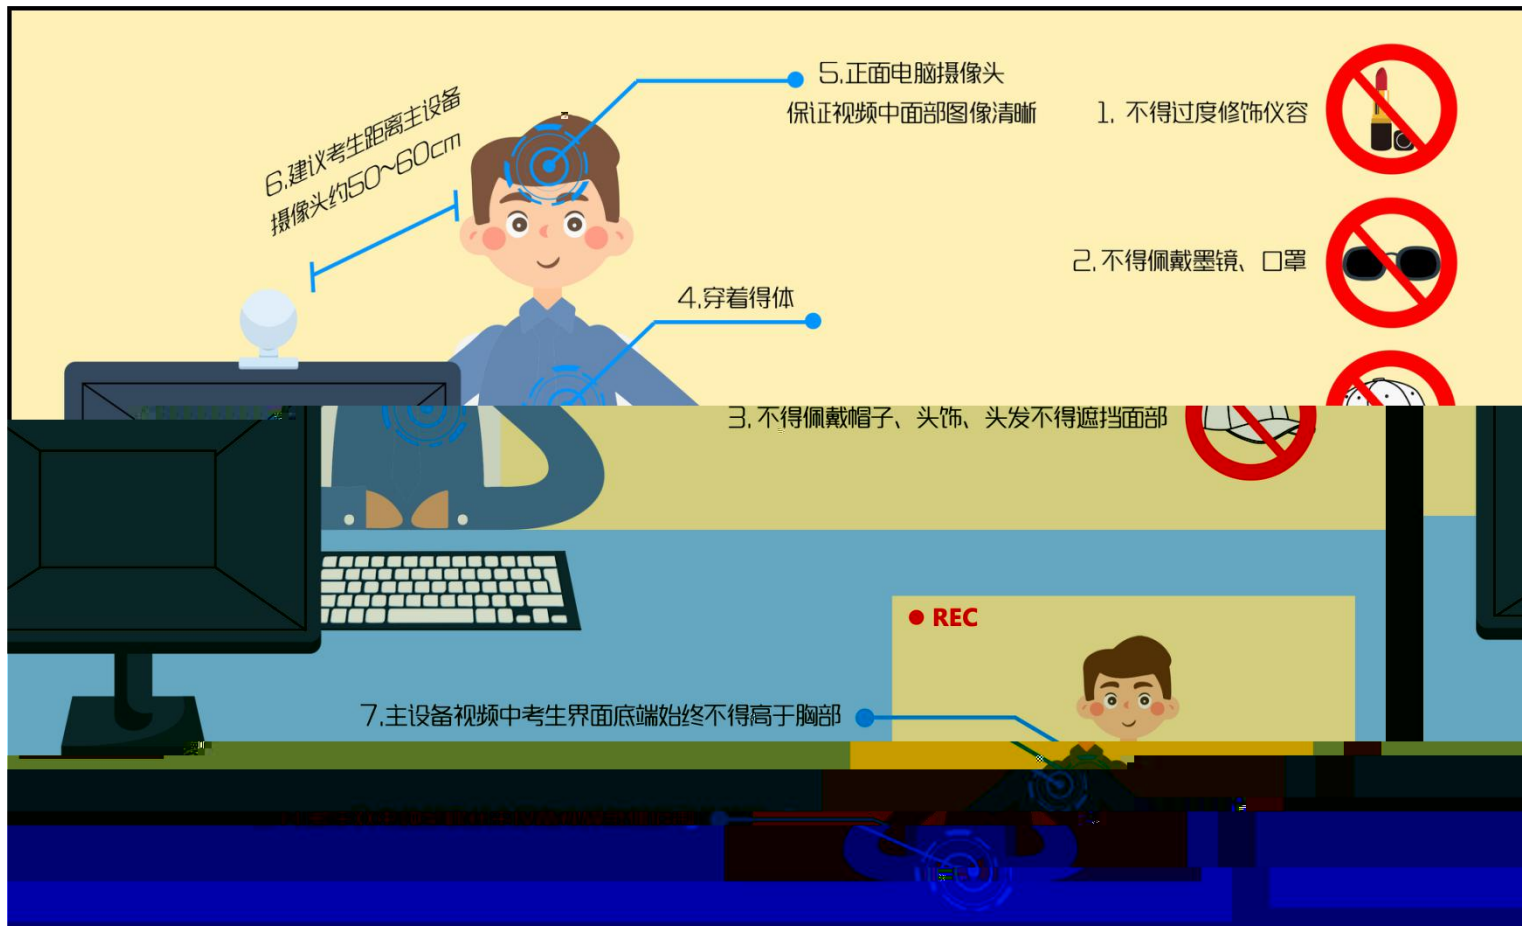 5.正面电脑摄像头
保证视频中面部图像清晰
1. 不得过度修饰仪容
6.建议考生距离主设备
摄像头约50~60cm
2. 不得佩戴墨镜、口罩
4.穿着得体
3. 不得佩戴帽子、头饰、头发不得遮挡面部
REC
7.主设备视频中考生界面底端始终不得高于胸部